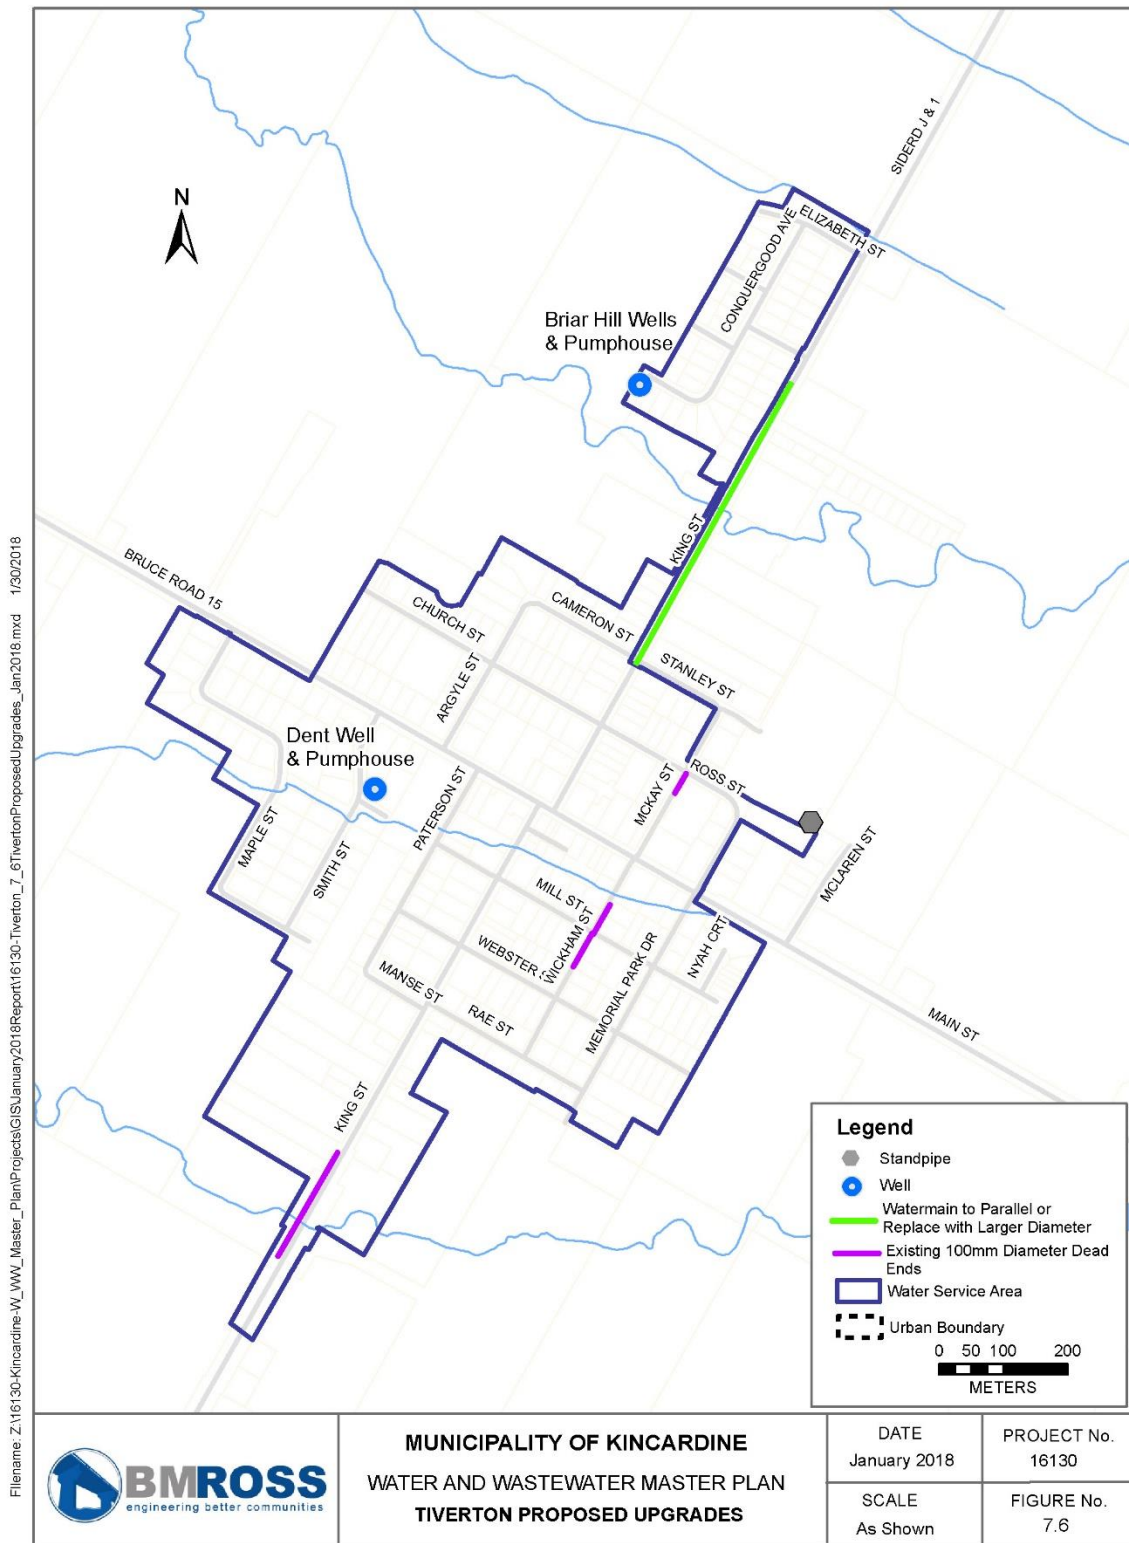 SIDERD J & 1
N
ELIZABETH ST
CONQUERGOOD AVE
Briar Hill Wells
& Pumphouse
KING ST
BRUCE ROAD 15
CHURCH ST
CAMERON ST
STANLEY ST
ARGYLE ST
Dent Well
& Pumphouse
ROSS ST
MCKAY ST
PATERSON ST
MAPLE ST
SMITH ST
MCLAREN ST
MILL ST
WICKHAM ST
WEBSTER S
NYAH CRT
MEMORIAL PARK DR
MANSE ST
RAE ST
MAIN ST
KING ST
Legend
Standpipe
Well
Watermain to Parallel or
Replace with Larger Diameter
Existing 100mm Diameter Dead
Ends
Water Service Area
Urban Boundary
0 50 100 200
METERS
Filename: Z:\16130-Kincardine-W_WW_Master_Plan\Projects\GIS\January2018Report\16130-Tiverton_7_6TivertonProposedUpgrades_Jan2018.mxd 1/30/2018
BMROSS
engineering better communities
MUNICIPALITY OF KINCARDINE
WATER AND WASTEWATER MASTER PLAN
TIVERTON PROPOSED UPGRADES
DATE
January 2018
PROJECT No.
16130
SCALE
As Shown
FIGURE No.
7.6